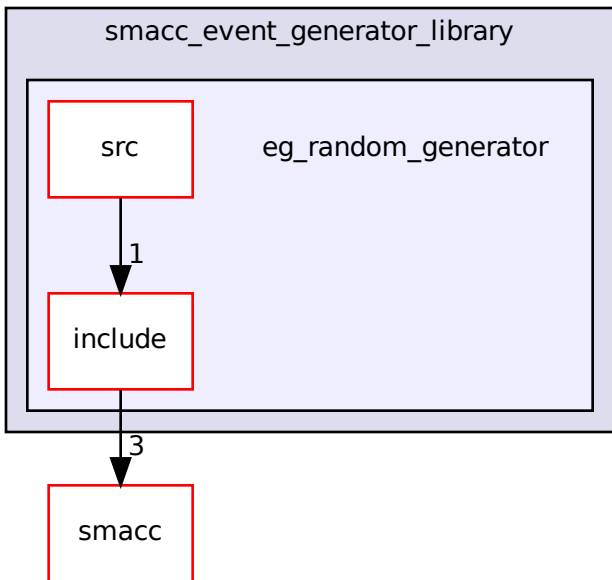 smacc_event_generator_library
src
eg_random_generator
1
include
3
smacc